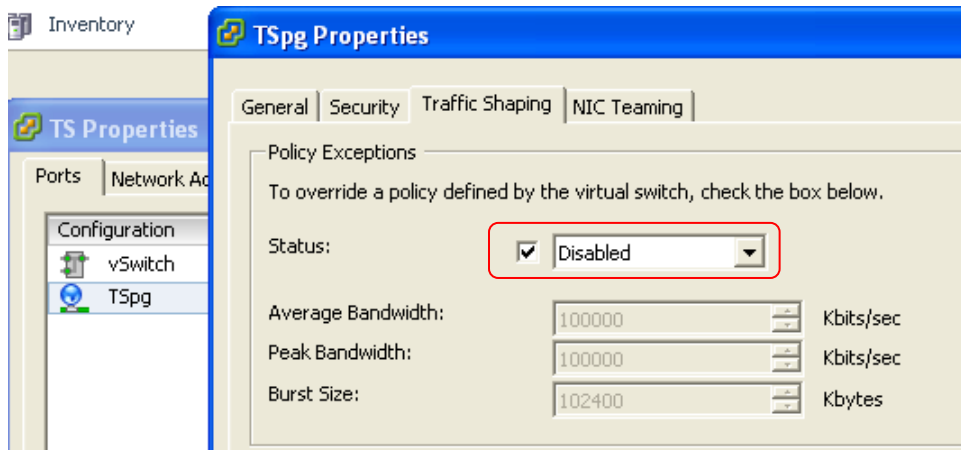 Inventory
TSpg Properties
TS Properties
Ports
Configuration
vSwitch
TSpg
General Security Traffic Shaping NIC Teaming
Policy Exceptions
To override a policy defined by the virtual switch, check the box below.
Status: Disabled
Average Bandwidth: 100000 Kbits/sec
Peak Bandwidth: 100000 Kbits/sec
Burst Size: 102400 Kbytes
Network Ad